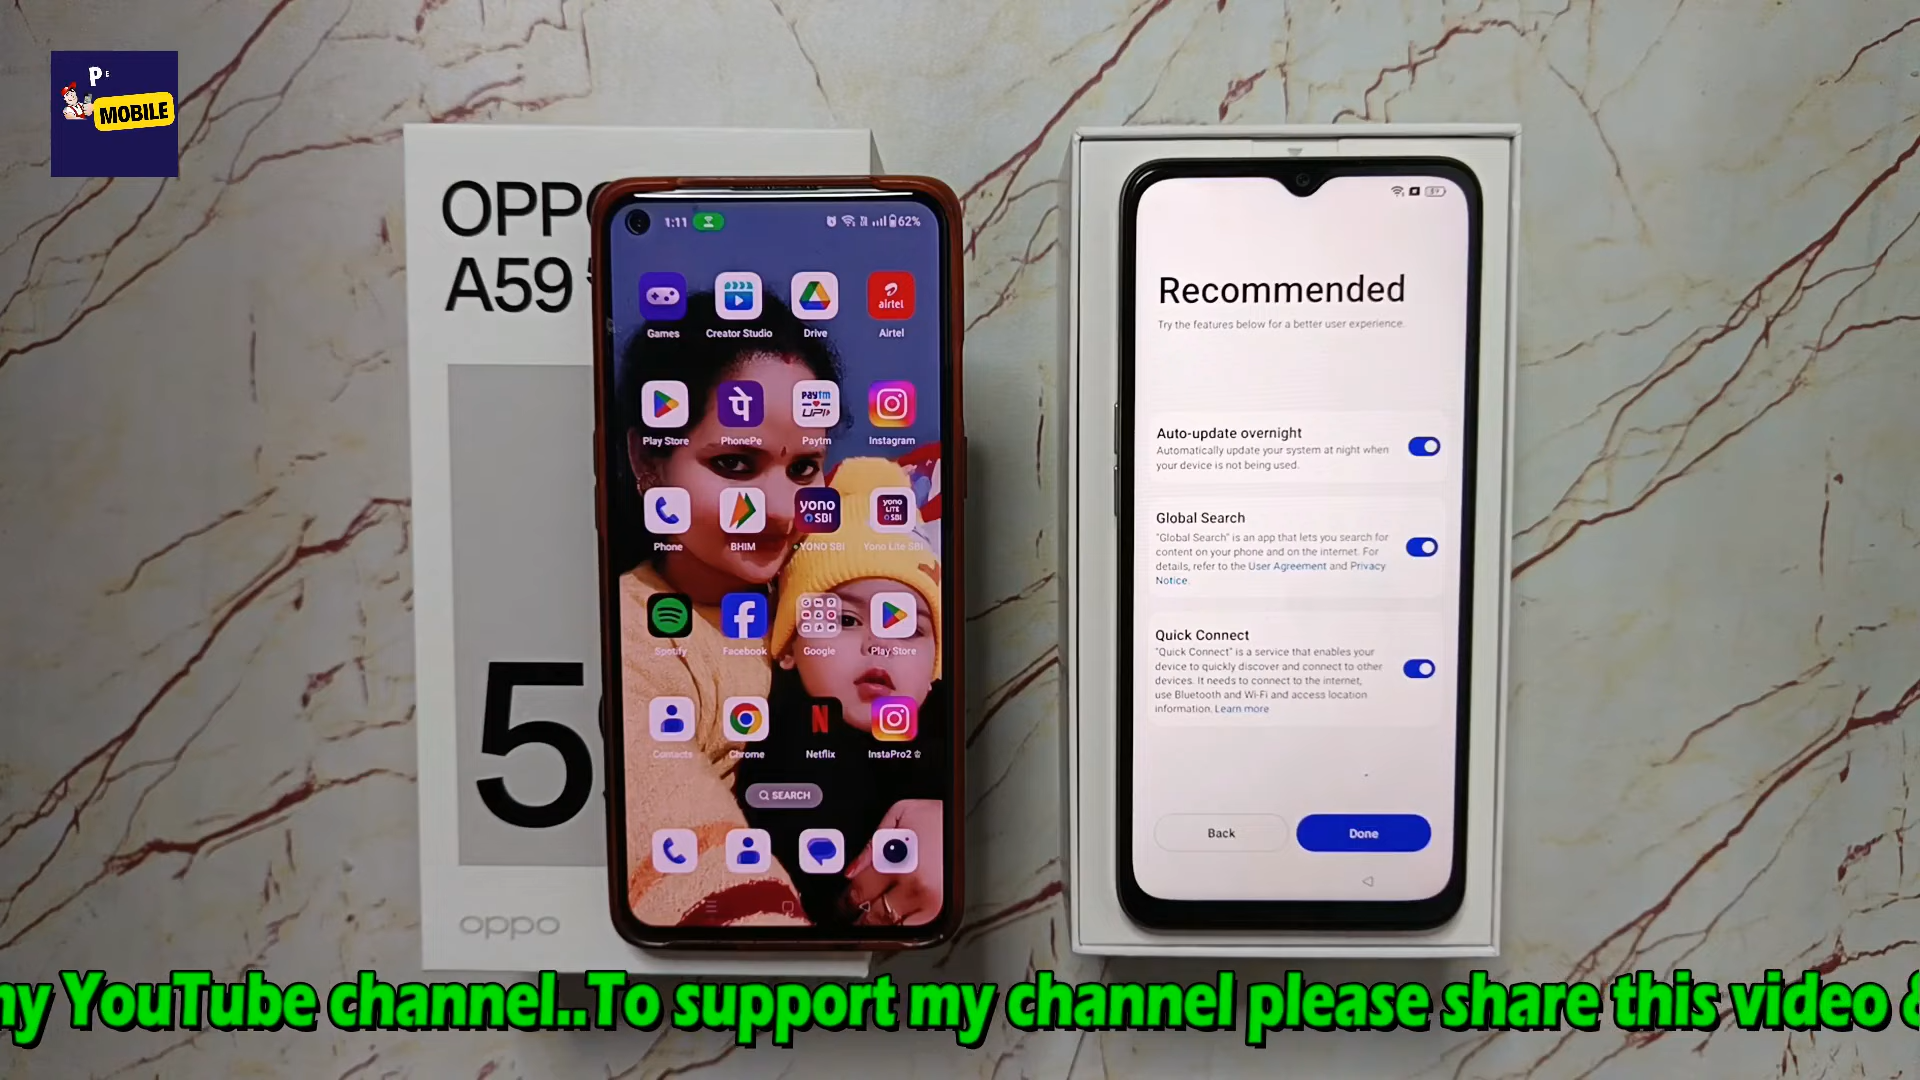 P E
MOBILE
OPPO
A59
5
oppo
1:11
62%
Games
Creator Studio
Drive
airtel
Airtel
Play Store
PhonePe
paytm
UPI
Paytm
Instagram
Phone
BHIM
yono
SBI
YONO SBI
yono
LITE
SBI
Yono Lite SBI
Spotify
Facebook
Google
Play Store
Contacts
Chrome
Netflix
InstaPro2
SEARCH
Recommended
Try the features below for a better user experience.
Auto-update overnight
Automatically update your system at night when
your device is not being used.
Global Search
"Global Search" is an app that lets you search for
content on your phone and on the internet. For
details, refer to the User Agreement and Privacy
Notice.
Quick Connect
"Quick Connect" is a service that enables your
device to quickly discover and connect to other
devices. It needs to connect to the internet,
use Bluetooth and Wi-Fi and access location
information. Learn more
Back
Done
my YouTube channel..To support my channel please share this video &